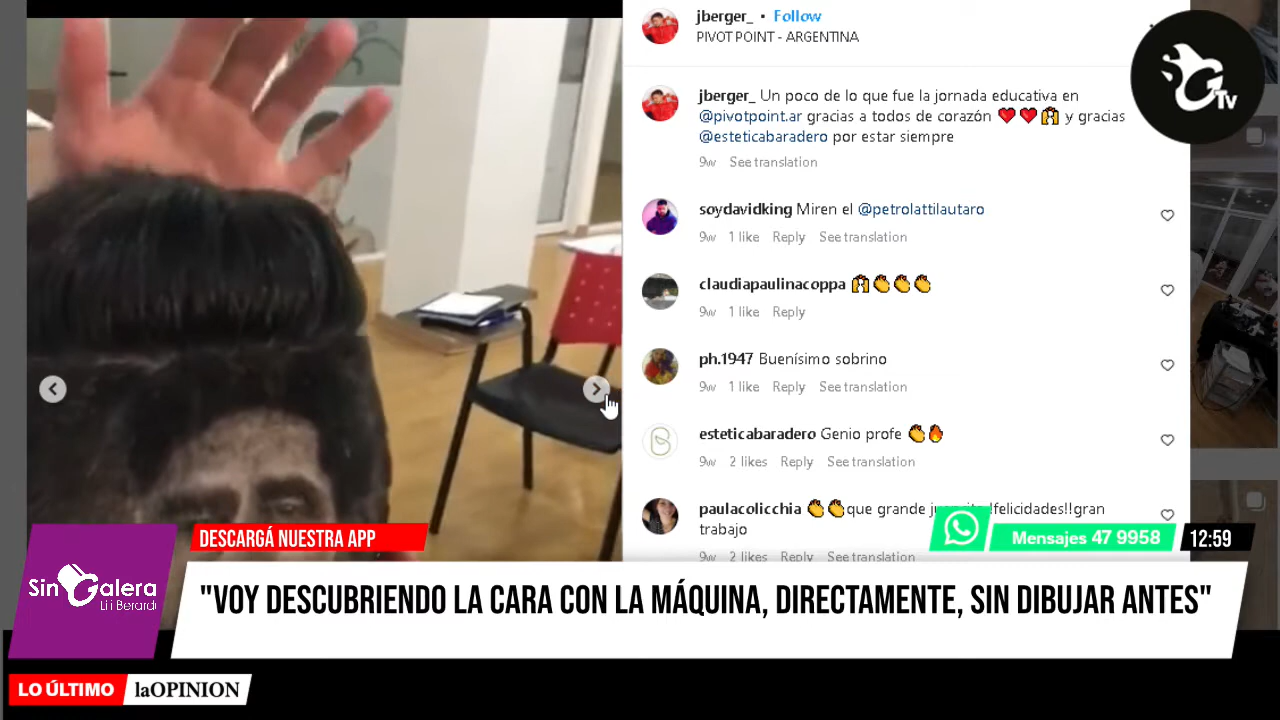 jberger_ • Follow
PIVOT POINT - ARGENTINA
jberger_ Un poco de lo que fue la jornada educativa en
@pivotpoint.ar gracias a todos de corazón ❤️❤️🙌 y gracias
@esteticabaradero por estar siempre
9w See translation
søydavidking Miren el @petrolattilautaro
9w 1 like Reply See translation
claudiapaulinacoppa 🙌👏👏👏
9w 1 like Reply
ph.1947 Buenísimo sobrino
9w 1 like Reply See translation
esteticabaradero Genio profe 👏🔥
9w 2 likes Reply See translation
paulacolicchia 👏👏que grande !felicidades!!gran
trabajo
9w 2 likes Reply See translation
G Tv
DESCARGÁ NUESTRA APP
Mensajes 47 9958
12:59
Sin Galera
"VOY DESCUBRIENDO LA CARA CON LA MÁQUINA, DIRECTAMENTE, SIN DIBUJAR ANTES"
LO ÚLTIMO laOPINION